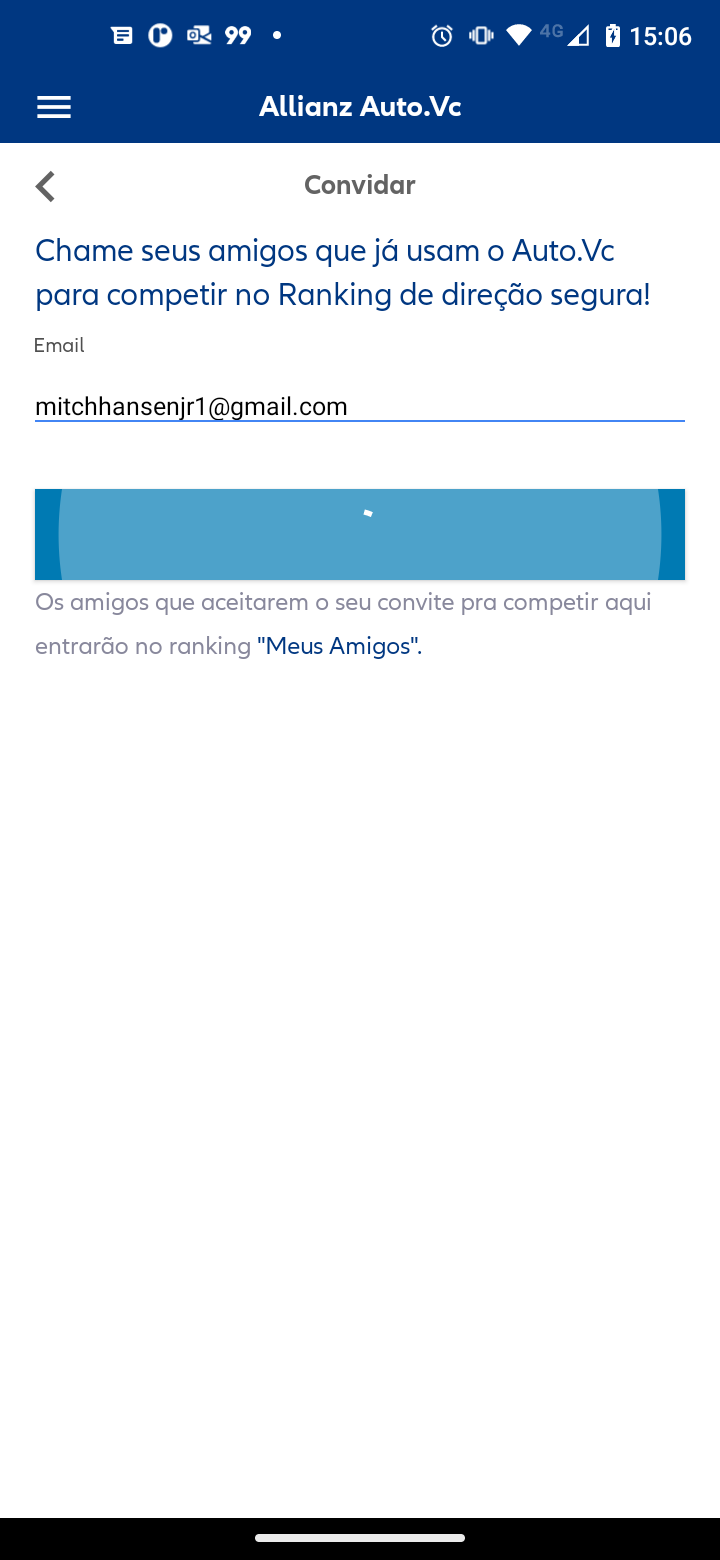 99
4G
15:06
Allianz Auto.Vc
Convidar
Chame seus amigos que já usam o Auto.Vc
para competir no Ranking de direção segura!
Email
mitchhansenjr1@gmail.com
Os amigos que aceitarem o seu convite pra competir aqui
entrarão no ranking "Meus Amigos".